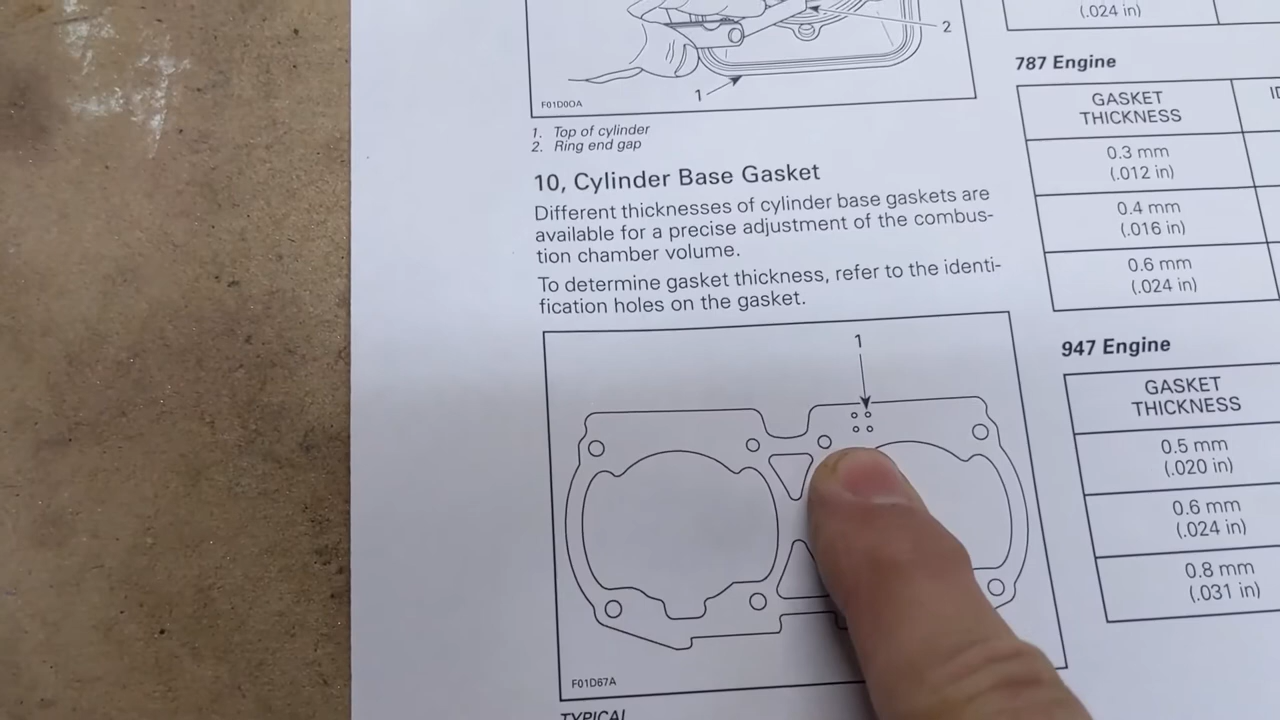 2
1
F01D0OA
1. Top of cylinder
2. Ring end gap
10, Cylinder Base Gasket
Different thicknesses of cylinder base gaskets are
available for a precise adjustment of the combus-
tion chamber volume.
To determine gasket thickness, refer to the identi-
fication holes on the gasket.
1
F01D67A
TYPICAL
(.024 in)
787 Engine
GASKET
THICKNESS
0.3 mm
(.012 in)
0.4 mm
(.016 in)
0.6 mm
(.024 in)
947 Engine
GASKET
THICKNESS
0.5 mm
(.020 in)
0.6 mm
(.024 in)
0.8 mm
(.031 in)